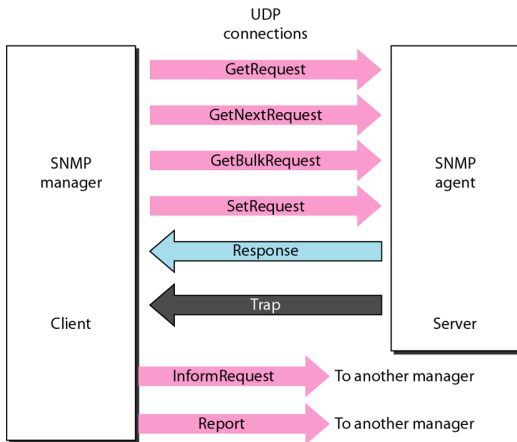 UDP
connections
GetRequest
GetNextRequest
SNMP
manager
GetBulkRequest
SNMP
agent
SetRequest
Response
Trap
Client
Server
InformRequest
To another manager
Report
To another manager